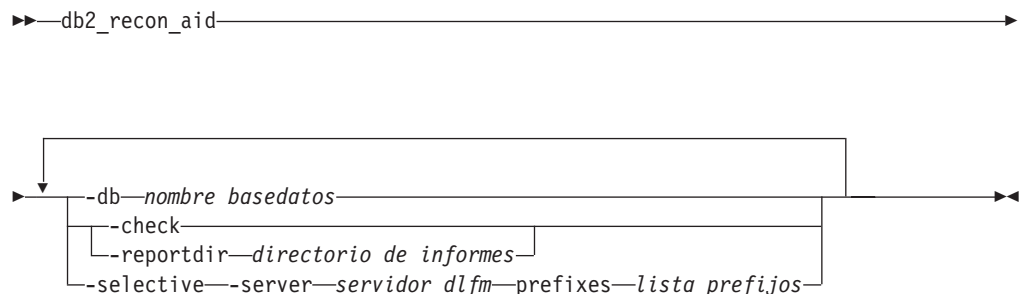 db2_recon_aid
-db nombre basedatos
-check
-reportdir directorio de informes
-selective -server servidor dlfm prefixes lista prefijos